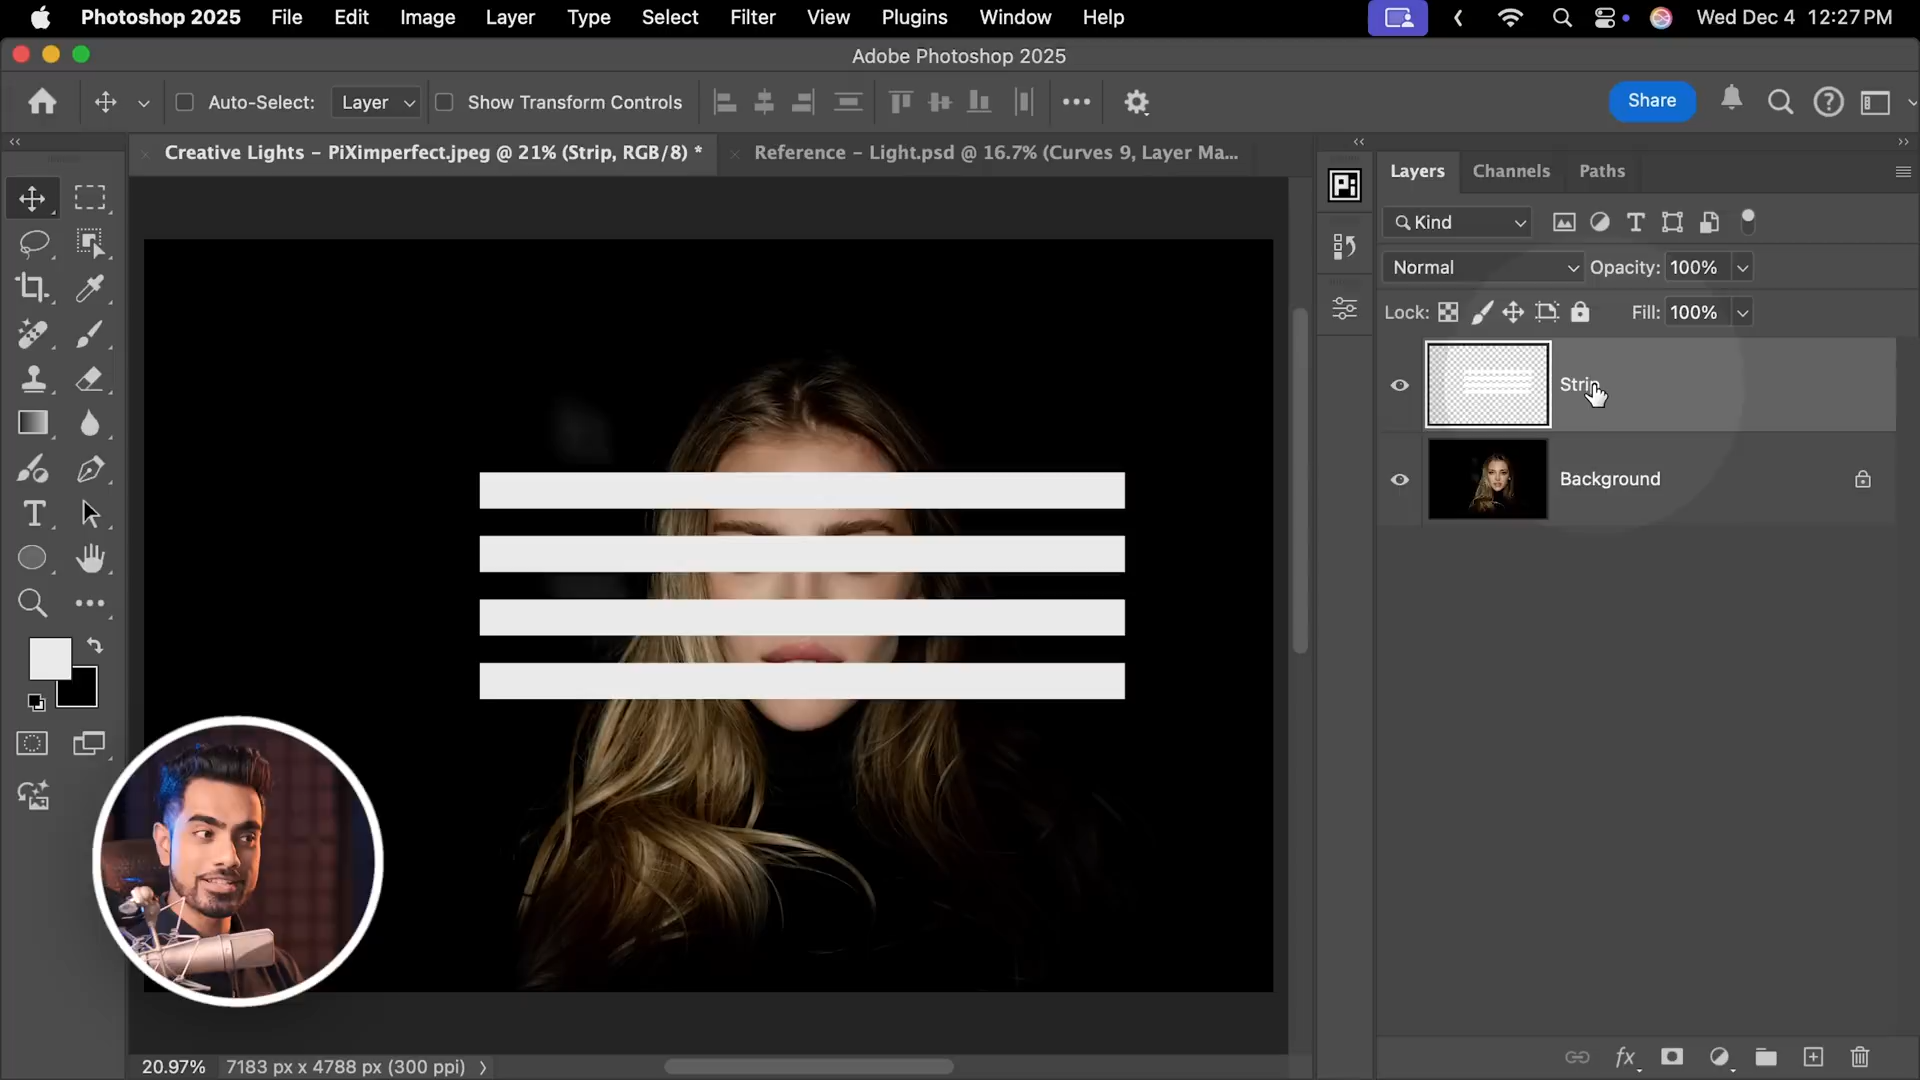 Photoshop 2025 File Edit Image Layer Type Select Filter View Plugins Window Help Wed Dec 4 12:27 PM
Adobe Photoshop 2025
Auto-Select: Layer Show Transform Controls Share
Creative Lights - PiXimperfect.jpeg @ 21% (Strip, RGB/8) * Reference - Light.psd @ 16.7% (Curves 9, Layer Ma...
Layers Channels Paths
Pi
Kind
Normal Opacity: 100%
Lock: Fill: 100%
Strip
Background
fx
20.97% 7183 px x 4788 px (300 ppi)